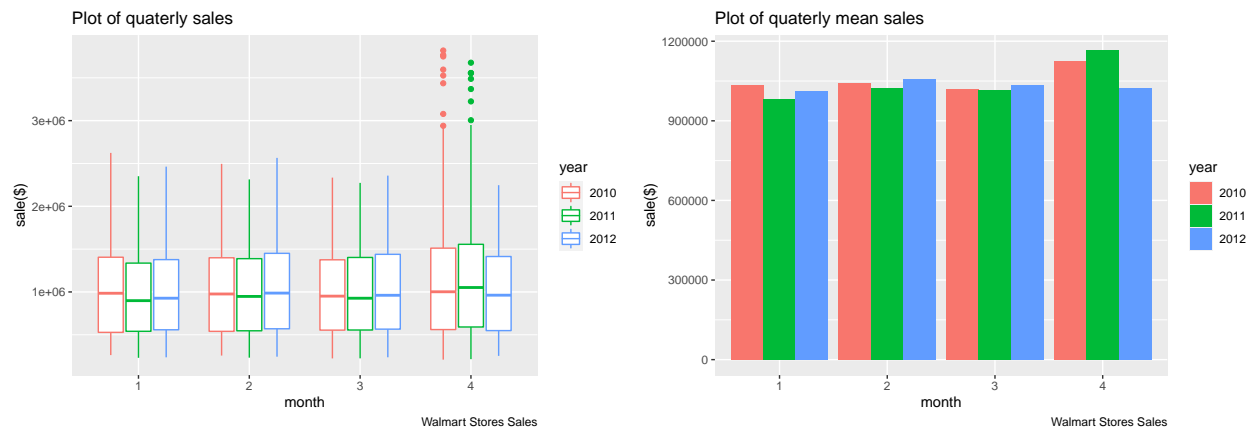 Plot of quaterly sales
3e+06
2e+06
1e+06
sale($)
1
2
3
4
month
year
2010
2011
2012
Walmart Stores Sales
Plot of quaterly mean sales
1200000
900000
600000
300000
0
sale($)
1
2
3
4
month
year
2010
2011
2012
Walmart Stores Sales